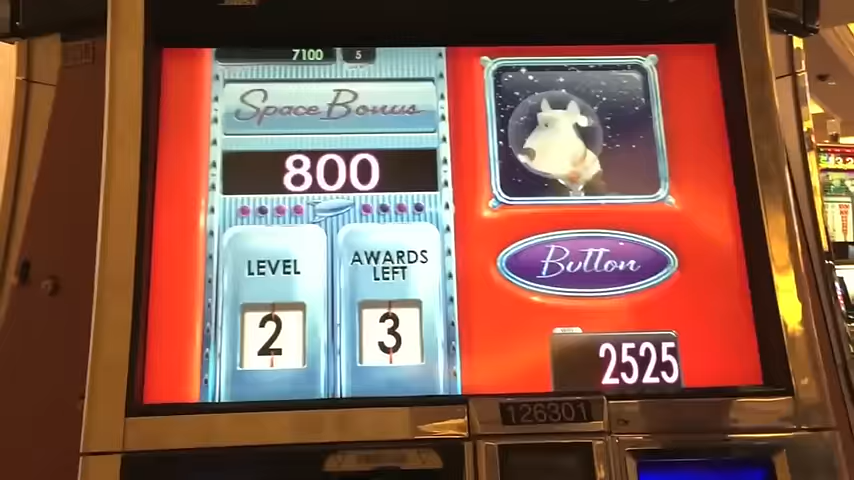 7100 5
Space Bonus
800
LEVEL
AWARDS
LEFT
2
3
Button
2525
126301